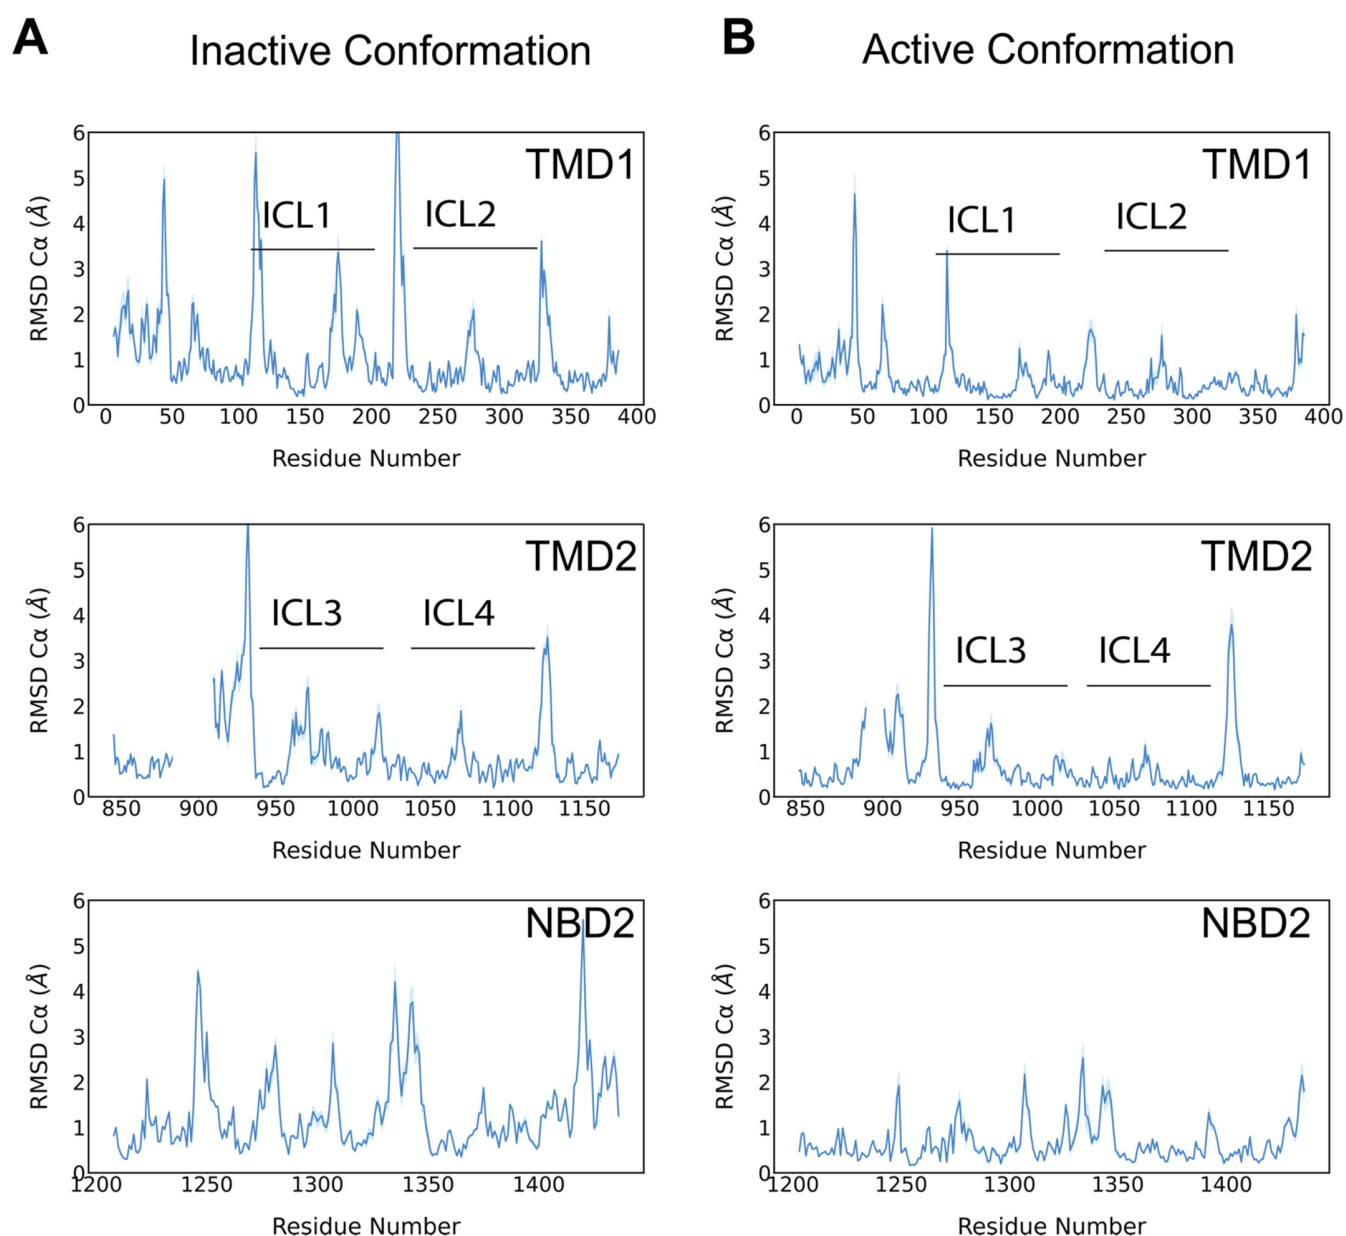 A
Inactive Conformation
B
Active Conformation
TMD1
ICL1
ICL2
RMSD Cα (Å)
6
5
4
3
2
1
0
0 50 100 150 200 250 300 350 400
Residue Number
TMD1
ICL1
ICL2
RMSD Cα (Å)
6
5
4
3
2
1
0
0 50 100 150 200 250 300 350 400
Residue Number
TMD2
ICL3
ICL4
RMSD Cα (Å)
6
5
4
3
2
1
0
850 900 950 1000 1050 1100 1150
Residue Number
TMD2
ICL3
ICL4
RMSD Cα (Å)
6
5
4
3
2
1
0
850 900 950 1000 1050 1100 1150
Residue Number
NBD2
RMSD Cα (Å)
6
5
4
3
2
1
0
1200 1250 1300 1350 1400
Residue Number
NBD2
RMSD Cα (Å)
6
5
4
3
2
1
0
1200 1250 1300 1350 1400
Residue Number